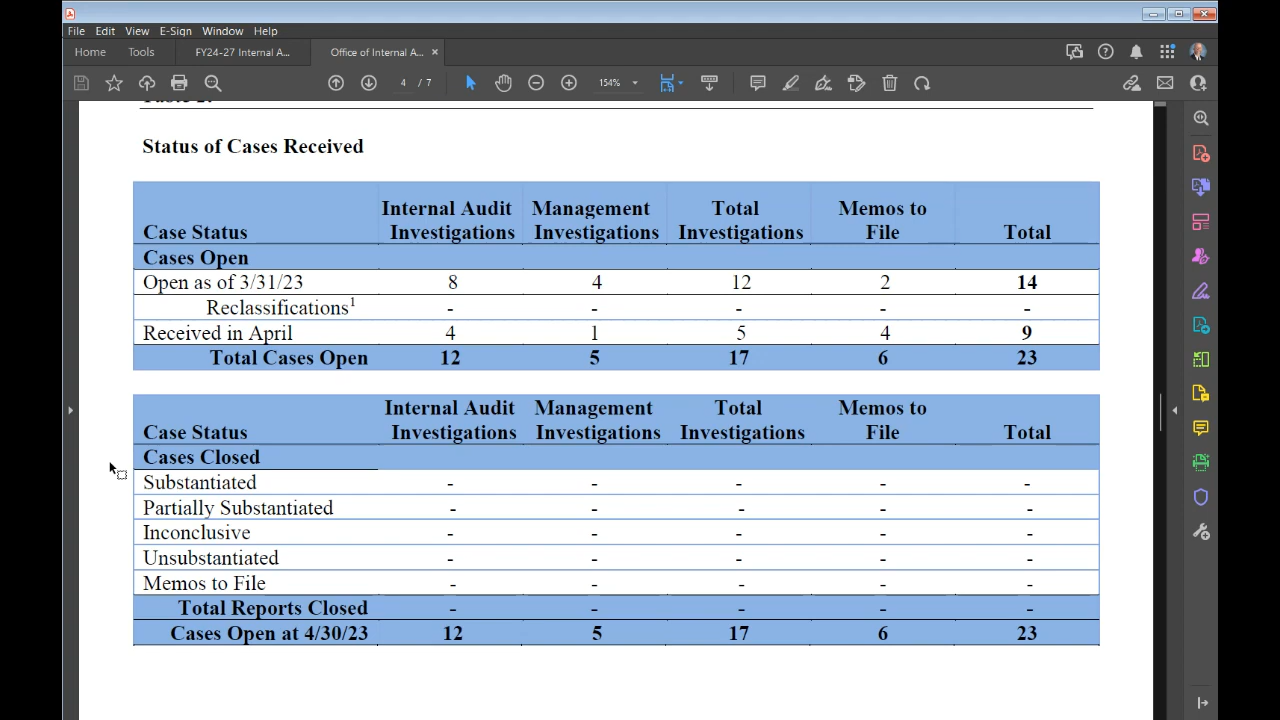 File Edit View E-Sign Window Help
Home Tools FY24-27 Internal A... Office of Internal A... ×
4 / 7 154%
Status of Cases Received
Case Status Internal Audit Investigations Management Investigations Total Investigations Memos to File Total
Cases Open
Open as of 3/31/23 8 4 12 2 14
Reclassifications¹ - - - - -
Received in April 4 1 5 4 9
Total Cases Open 12 5 17 6 23
Case Status Internal Audit Investigations Management Investigations Total Investigations Memos to File Total
Cases Closed
Substantiated - - - - -
Partially Substantiated - - - - -
Inconclusive - - - - -
Unsubstantiated - - - - -
Memos to File - - - - -
Total Reports Closed - - - - -
Cases Open at 4/30/23 12 5 17 6 23